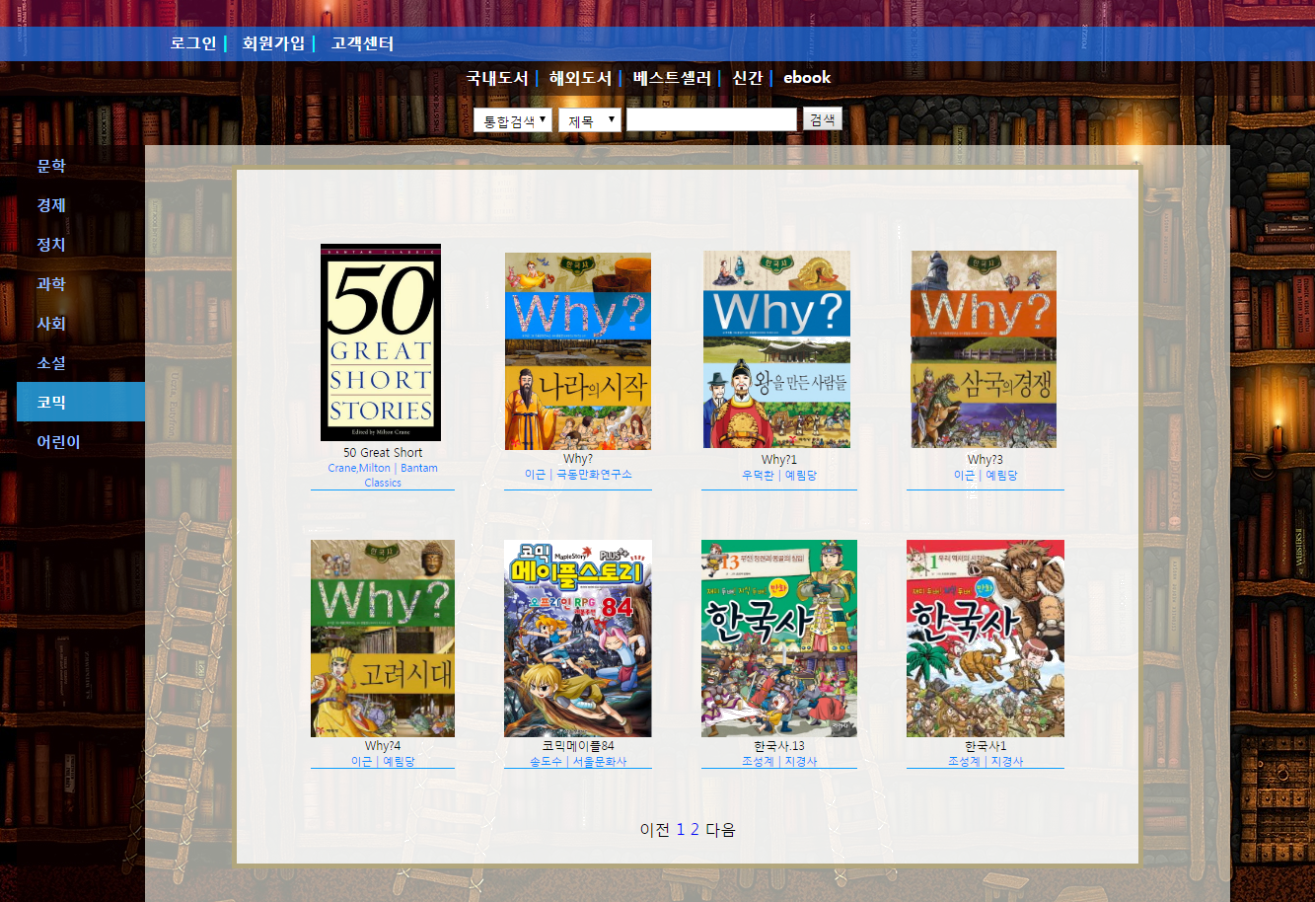 로그인 | 회원가입 | 고객센터
국내도서 | 해외도서 | 베스트셀러 | 신간 | ebook
통합검색 제목 검색
문학
경제
정치
과학
사회
소설
코믹
어린이
BANTAM CLASSIC
50
GREAT
SHORT
STORIES
Edited by Milton Crane
50 Great Short
Crane,Milton | Bantam
Classics
한국사
Why?
나라의 시작
Why?
이근 | 극동만화연구소
한국사
Why?
왕을 만든 사람들
Why?1
우덕환 | 예림당
한국사
Why?
삼국의 경쟁
Why?3
이근 | 예림당
한국사
Why?
고려시대
Why?4
이근 | 예림당
코믹 MapleStory Plus+
메이플스토리
오프라인 RPG
84
코믹메이플84
송도수 | 서울문화사
13
만화
한국사
한국사.13
조성계 | 지경사
1
만화
한국사
한국사1
조성계 | 지경사
이전 1 2 다음